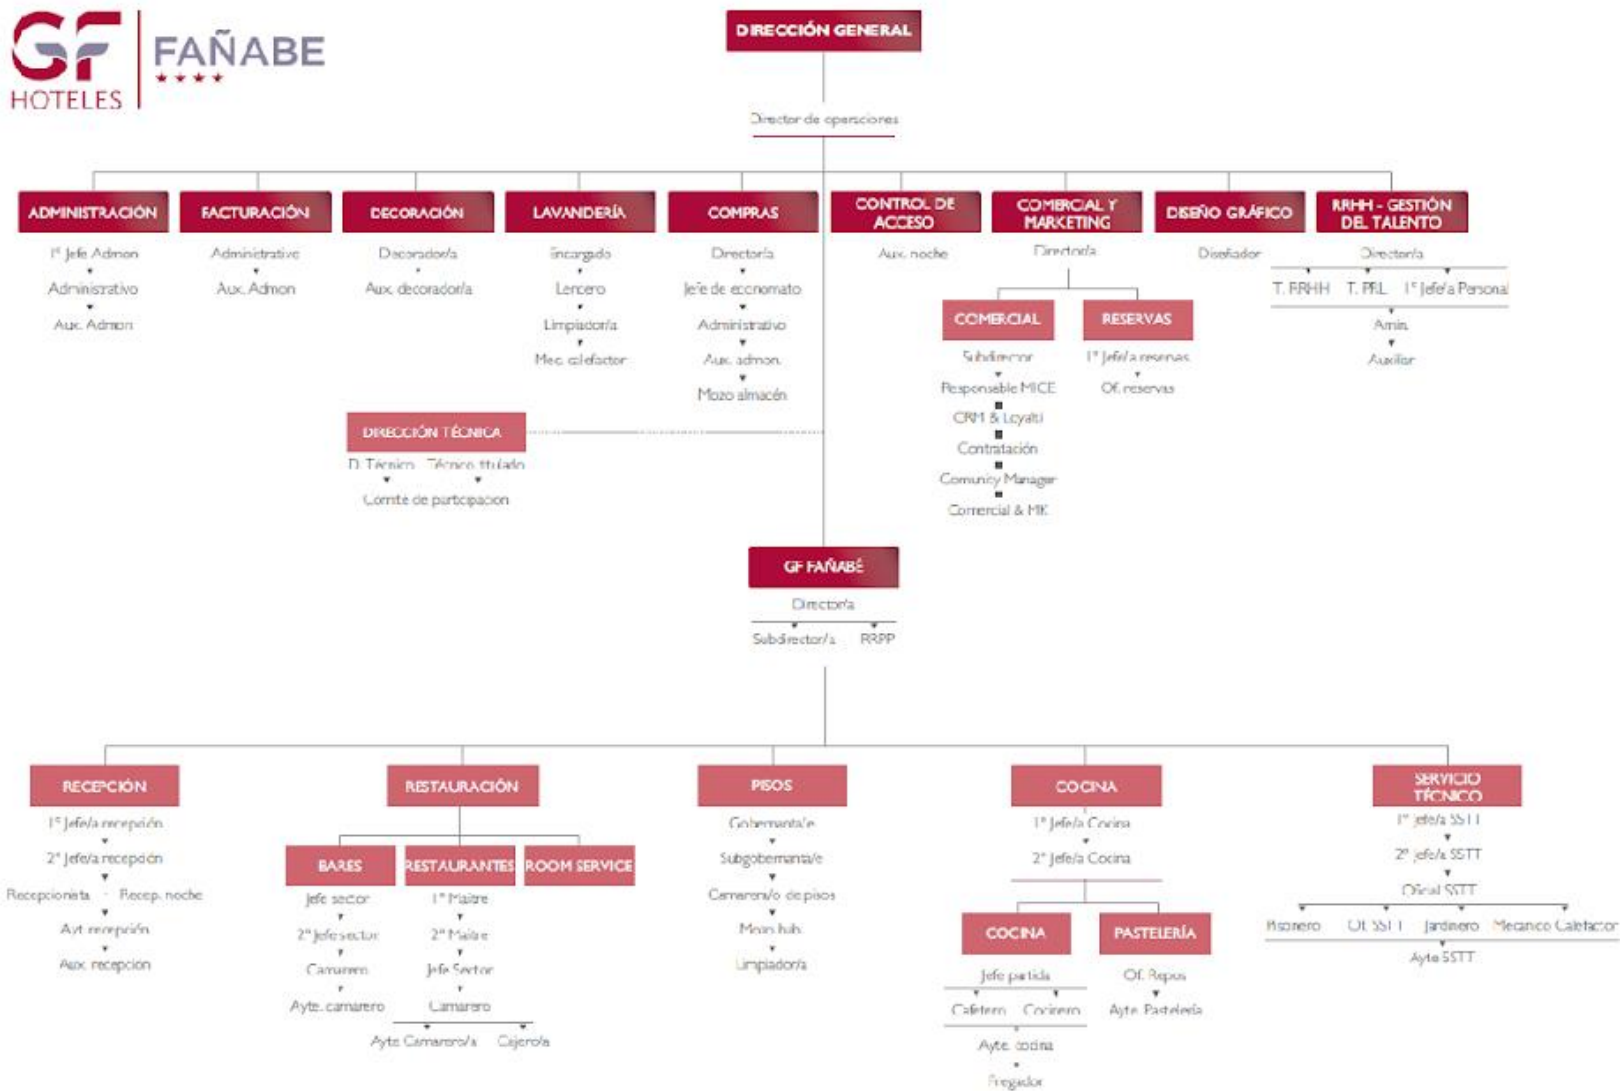 GF
HOTELES
FAÑABE
DIRECCIÓN GENERAL
Director de operaciones
ADMINISTRACIÓN
1º Jefe Admon
Administrativo
Aux. Admon
FACTURACIÓN
Administrativo
Aux. Admon
DECORACIÓN
Decorador/a
Aux. decorador/a
LAVANDERÍA
Encargado
Lencero
Limpiador/a
Mec. calefactor
COMPRAS
Director/a
Jefe de economato
Administrativo
Aux. admon.
Mozo almacén
CONTROL DE
ACCESO
Aux. noche
COMERCIAL Y
MARKETING
Director/a
COMERCIAL
Subdirector
Responsable MICE
CRM & Loyalti
Contratación
Comunity Manager
Comercial & MK
RESERVAS
1º Jefe/a reservas
Of. reservas
DISEÑO GRÁFICO
Diseñador
RRHH - GESTIÓN
DEL TALENTO
Director/a
T. RRHH T. PRL 1º Jefe/a Personal
Amin.
Auxiliar
DIRECCIÓN TÉCNICA
D. Técnico Técnico titulado
Comité de participacion
GF FAÑABÉ
Director/a
Subdirector/a RRPP
RECEPCIÓN
1º Jefe/a recepción
2º Jefe/a recepción
Recepcionista - Recep. noche
Ayt. recepción
Aux. recepción
RESTAURACIÓN
BARES
Jefe sector
2º Jefe sector
Camarero
Ayte. camarero
RESTAURANTES
1º Maitre
2º Maitre
Jefe Sector
Camarero
Ayte Camarero/a Cajero/a
ROOM SERVICE
PISOS
Gobernanta/e
Subgobernanta/e
Camarera/o de pisos
Mozo hab.
Limpiador/a
COCINA
1º Jefe/a Cocina
2º Jefe/a Cocina
COCINA
Jefe partida
Cafetero Cocinero
Ayte. cocina
Fregador
PASTELERÍA
Of. Repos
Ayte. Pastelería
SERVICIO
TÉCNICO
1º Jefe/a SSTT
2º Jefe/a SSTT
Oficial SSTT
Pisoinero Of. SSTT Jardinero Mecanico Calefactor
Ayte SSTT